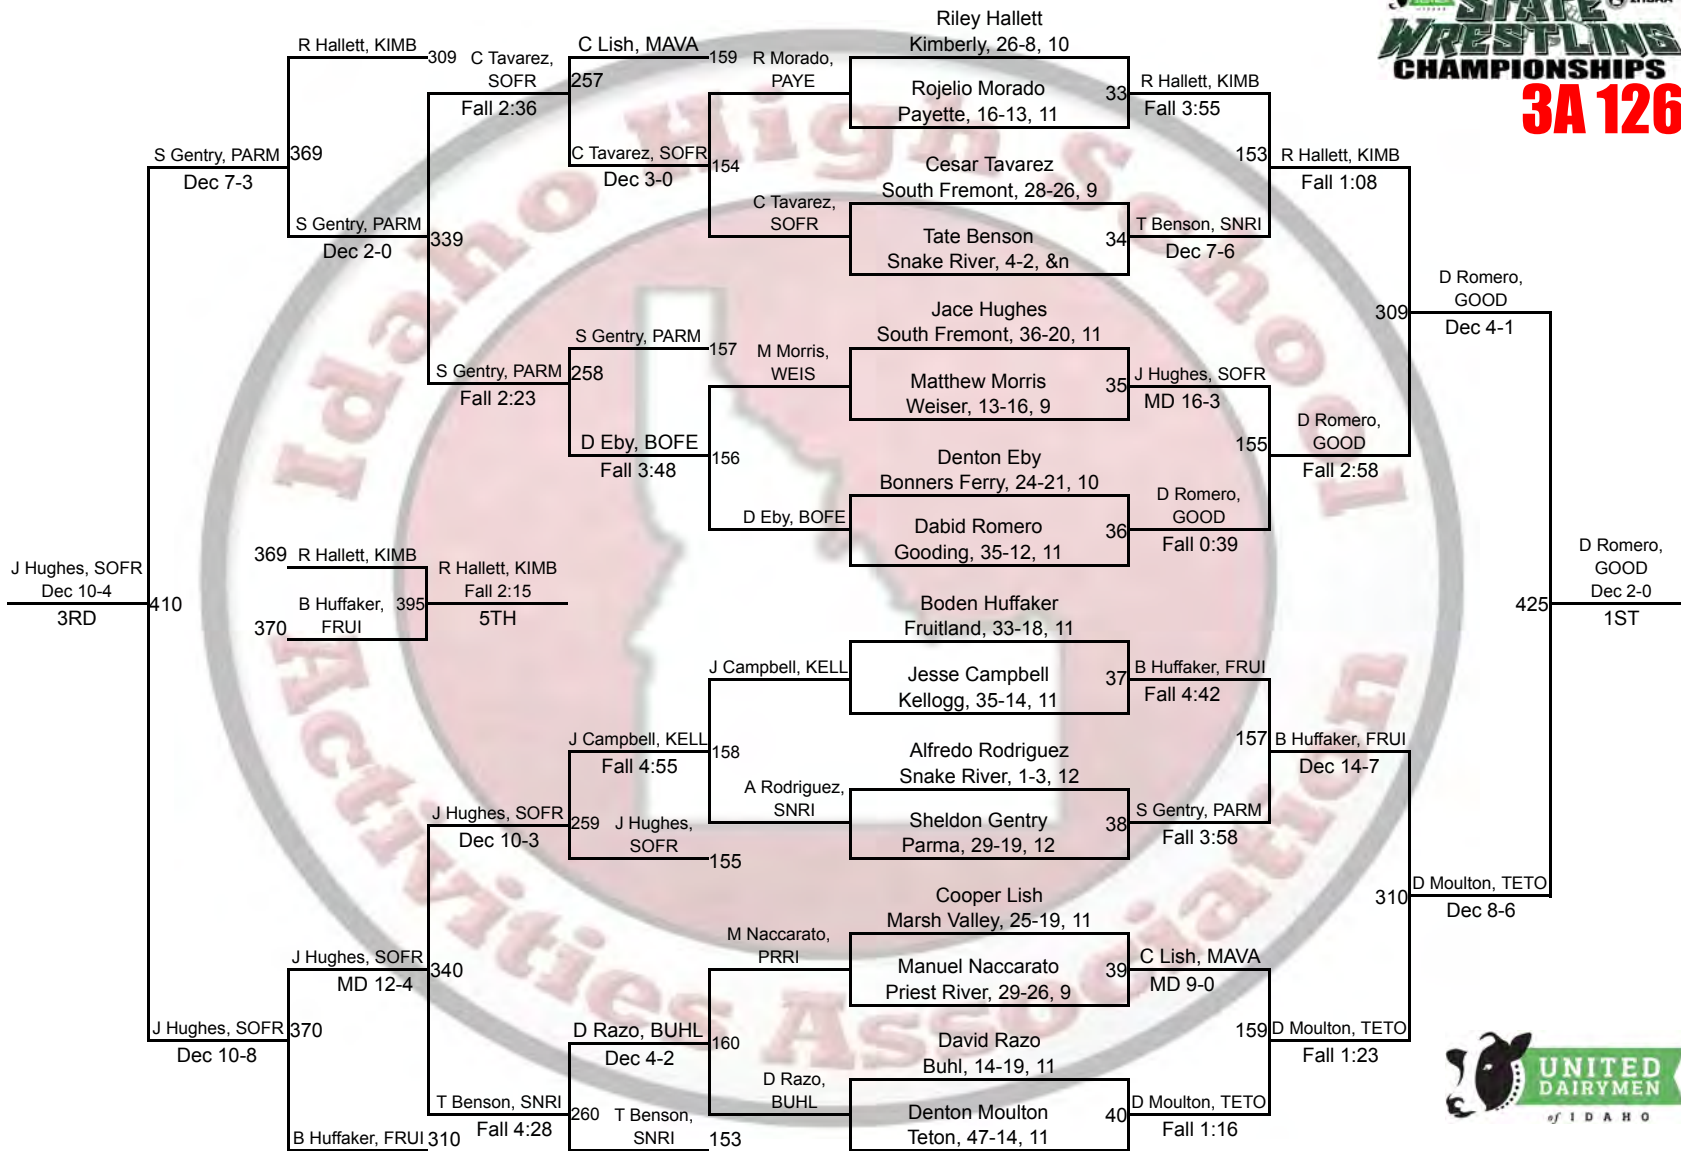 STATE
WRESTLING
CHAMPIONSHIPS
3A 126
Idaho High School
Activities Association
Riley Hallett
Kimberly, 26-8, 10
Rojelio Morado
Payette, 16-13, 11
33
Cesar Tavarez
South Fremont, 28-26, 9
Tate Benson
Snake River, 4-2, &n
34
Jace Hughes
South Fremont, 36-20, 11
Matthew Morris
Weiser, 13-16, 9
35
Denton Eby
Bonners Ferry, 24-21, 10
Dabid Romero
Gooding, 35-12, 11
36
Boden Huffaker
Fruitland, 33-18, 11
Jesse Campbell
Kellogg, 35-14, 11
37
Alfredo Rodriguez
Snake River, 1-3, 12
Sheldon Gentry
Parma, 29-19, 12
38
Cooper Lish
Marsh Valley, 25-19, 11
Manuel Naccarato
Priest River, 29-26, 9
39
David Razo
Buhl, 14-19, 11
Denton Moulton
Teton, 47-14, 11
40
R Hallett, KIMB
Fall 3:55
T Benson, SNRI
Dec 7-6
J Hughes, SOFR
MD 16-3
D Romero,
GOOD
Fall 0:39
B Huffaker, FRUI
Fall 4:42
S Gentry, PARM
Fall 3:58
C Lish, MAVA
MD 9-0
D Moulton, TETO
Fall 1:16
153
R Hallett, KIMB
Fall 1:08
155
D Romero,
GOOD
Fall 2:58
157
B Huffaker, FRUI
Dec 14-7
159
D Moulton, TETO
Fall 1:23
309
D Romero,
GOOD
Dec 4-1
310
D Moulton, TETO
Dec 8-6
425
D Romero,
GOOD
Dec 2-0
1ST
R Morado,
PAYE
C Tavarez,
SOFR
M Morris,
WEIS
D Eby, BOFE
J Campbell, KELL
A Rodriguez,
SNRI
M Naccarato,
PRRI
D Razo,
BUHL
C Lish, MAVA
159
C Tavarez, SOFR
Dec 3-0
154
S Gentry, PARM
157
D Eby, BOFE
Fall 3:48
156
J Campbell, KELL
Fall 4:55
158
J Hughes,
SOFR
155
D Razo, BUHL
Dec 4-2
160
T Benson,
SNRI
153
C Tavarez,
SOFR
Fall 2:36
257
S Gentry, PARM
Fall 2:23
258
J Hughes, SOFR
Dec 10-3
259
T Benson, SNRI
Fall 4:28
260
R Hallett, KIMB
309
S Gentry, PARM
Dec 2-0
339
J Hughes, SOFR
MD 12-4
340
B Huffaker, FRUI
310
S Gentry, PARM
Dec 7-3
369
J Hughes, SOFR
Dec 10-8
370
J Hughes, SOFR
Dec 10-4
3RD
410
369
R Hallett, KIMB
370
B Huffaker,
FRUI
395
R Hallett, KIMB
Fall 2:15
5TH
UNITED
DAIRYMEN
of IDAHO